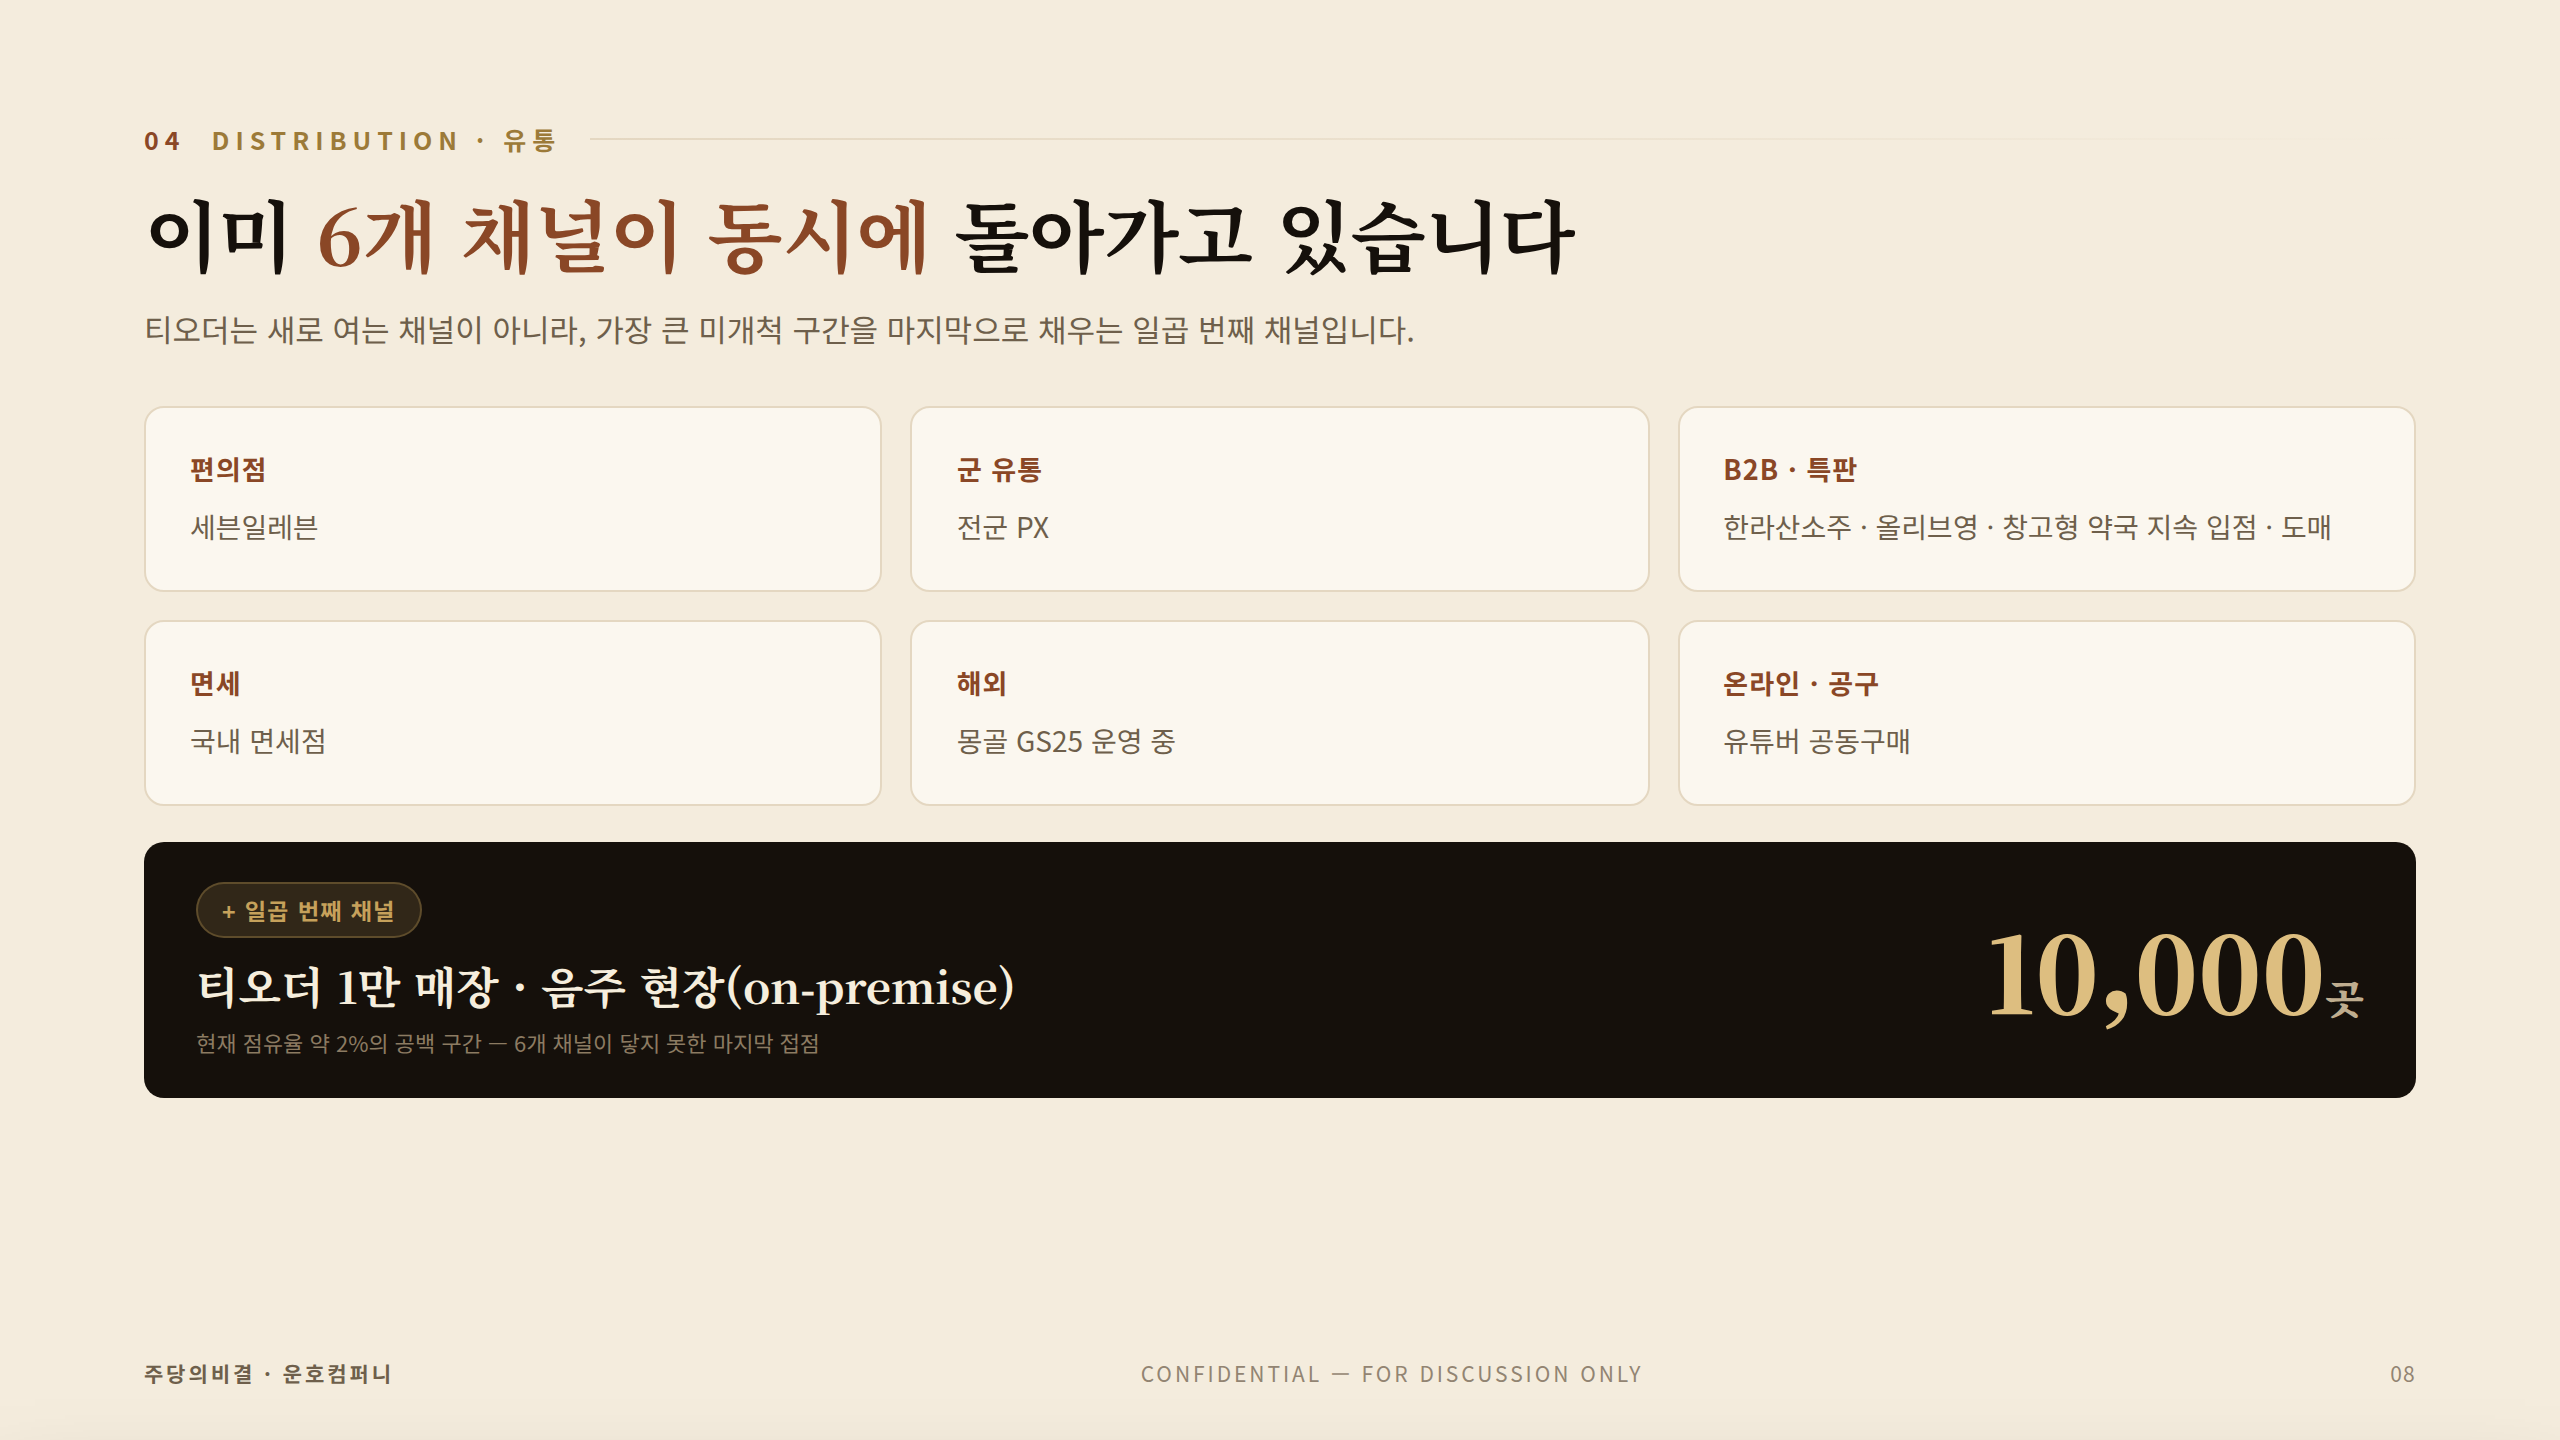 04 DISTRIBUTION · 유통
이미 6개 채널이 동시에 돌아가고 있습니다
티오더는 새로 여는 채널이 아니라, 가장 큰 미개척 구간을 마지막으로 채우는 일곱 번째 채널입니다.
편의점
세븐일레븐
군 유통
전군 PX
B2B · 특판
한라산소주 · 올리브영 · 창고형 약국 지속 입점 · 도매
면세
국내 면세점
해외
몽골 GS25 운영 중
온라인 · 공구
유튜버 공동구매
+ 일곱 번째 채널
티오더 1만 매장 · 음주 현장(on-premise)
현재 점유율 약 2%의 공백 구간 — 6개 채널이 닿지 못한 마지막 접점
10,000곳
주당의비결 · 운호컴퍼니
CONFIDENTIAL — FOR DISCUSSION ONLY
08